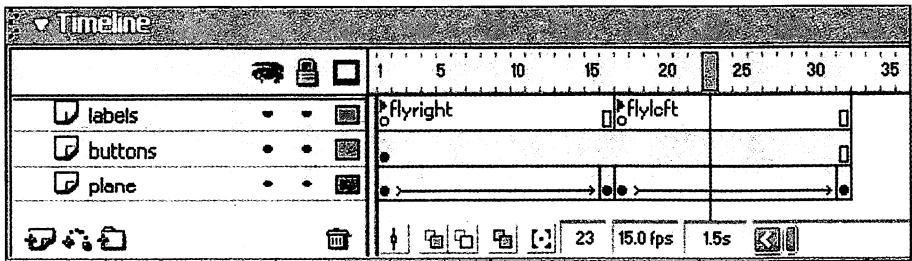 Timeline
1 5 10 15 20 25 30 35
labels flyright flyleft
buttons
plane
23 15.0 fps 1.5s